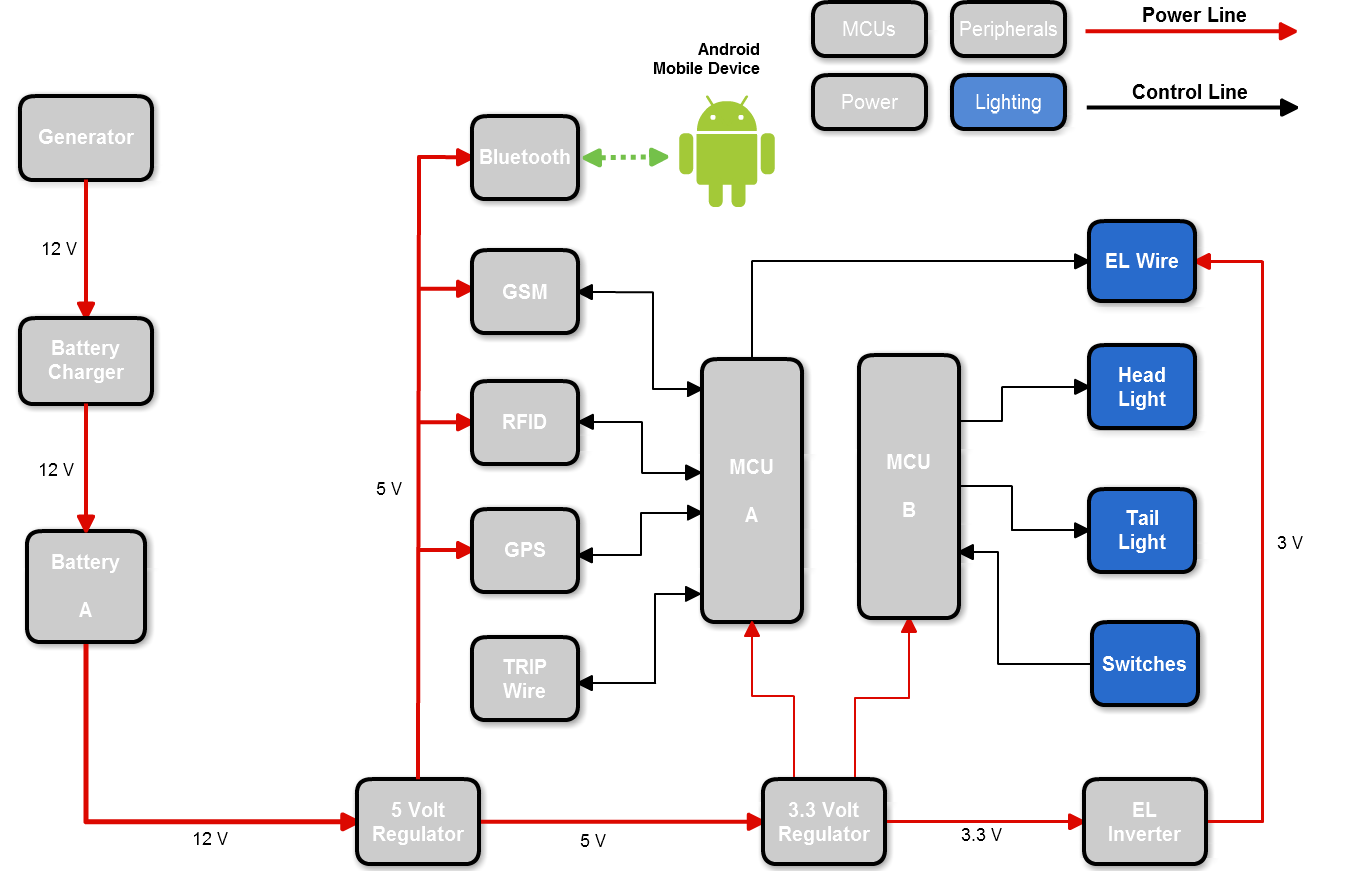 MCUs
Peripherals
Power Line
Power
Lighting
Control Line
Android
Mobile Device
Generator
Bluetooth
12 V
GSM
EL Wire
Battery
Charger
RFID
Head
Light
12 V
5 V
MCU
A
MCU
B
Battery
A
GPS
Tail
Light
3 V
TRIP
Wire
Switches
5 Volt
Regulator
3.3 Volt
Regulator
EL
Inverter
12 V
5 V
3.3 V